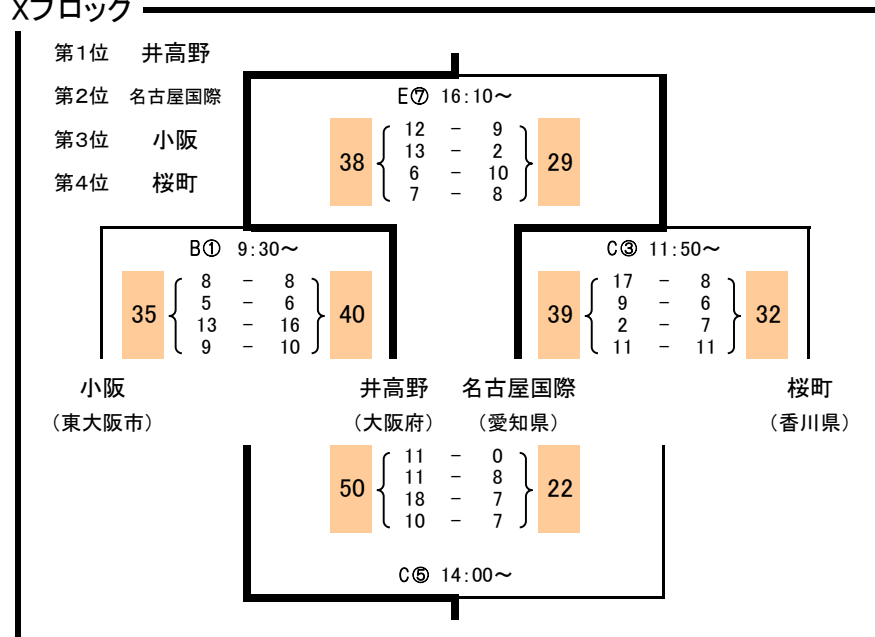 Xブロック
第1位 井高野
第2位 名古屋国際
第3位 小阪
第4位 桜町
E⑦ 16:10～
38 12 - 9 29
13 - 2
6 - 10
7 - 8
B① 9:30～
35 8 - 8 40
5 - 6
13 - 16
9 - 10
C③ 11:50～
39 17 - 8 32
9 - 6
2 - 7
11 - 11
小阪 井高野 名古屋国際 桜町
（東大阪市） （大阪府） （愛知県） （香川県）
50 11 - 0 22
11 - 8
18 - 7
10 - 7
C⑤ 14:00～